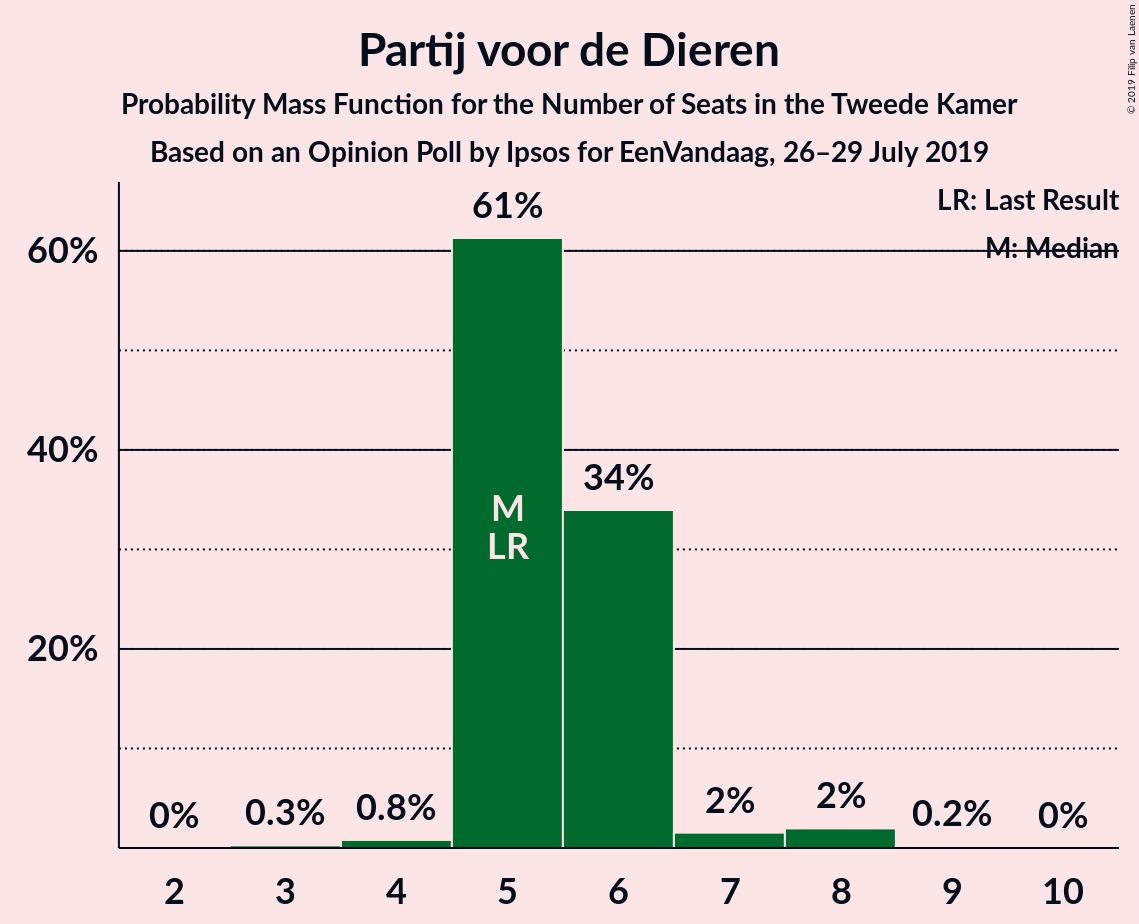 Partij voor de Dieren
Probability Mass Function for the Number of Seats in the Tweede Kamer
Based on an Opinion Poll by Ipsos for EenVandaag, 26–29 July 2019
© 2019 Filip van Laenen
LR: Last Result
M: Median
60%
40%
20%
61%
34%
M
LR
0%
0.3%
0.8%
2%
2%
0.2%
0%
2 3 4 5 6 7 8 9 10